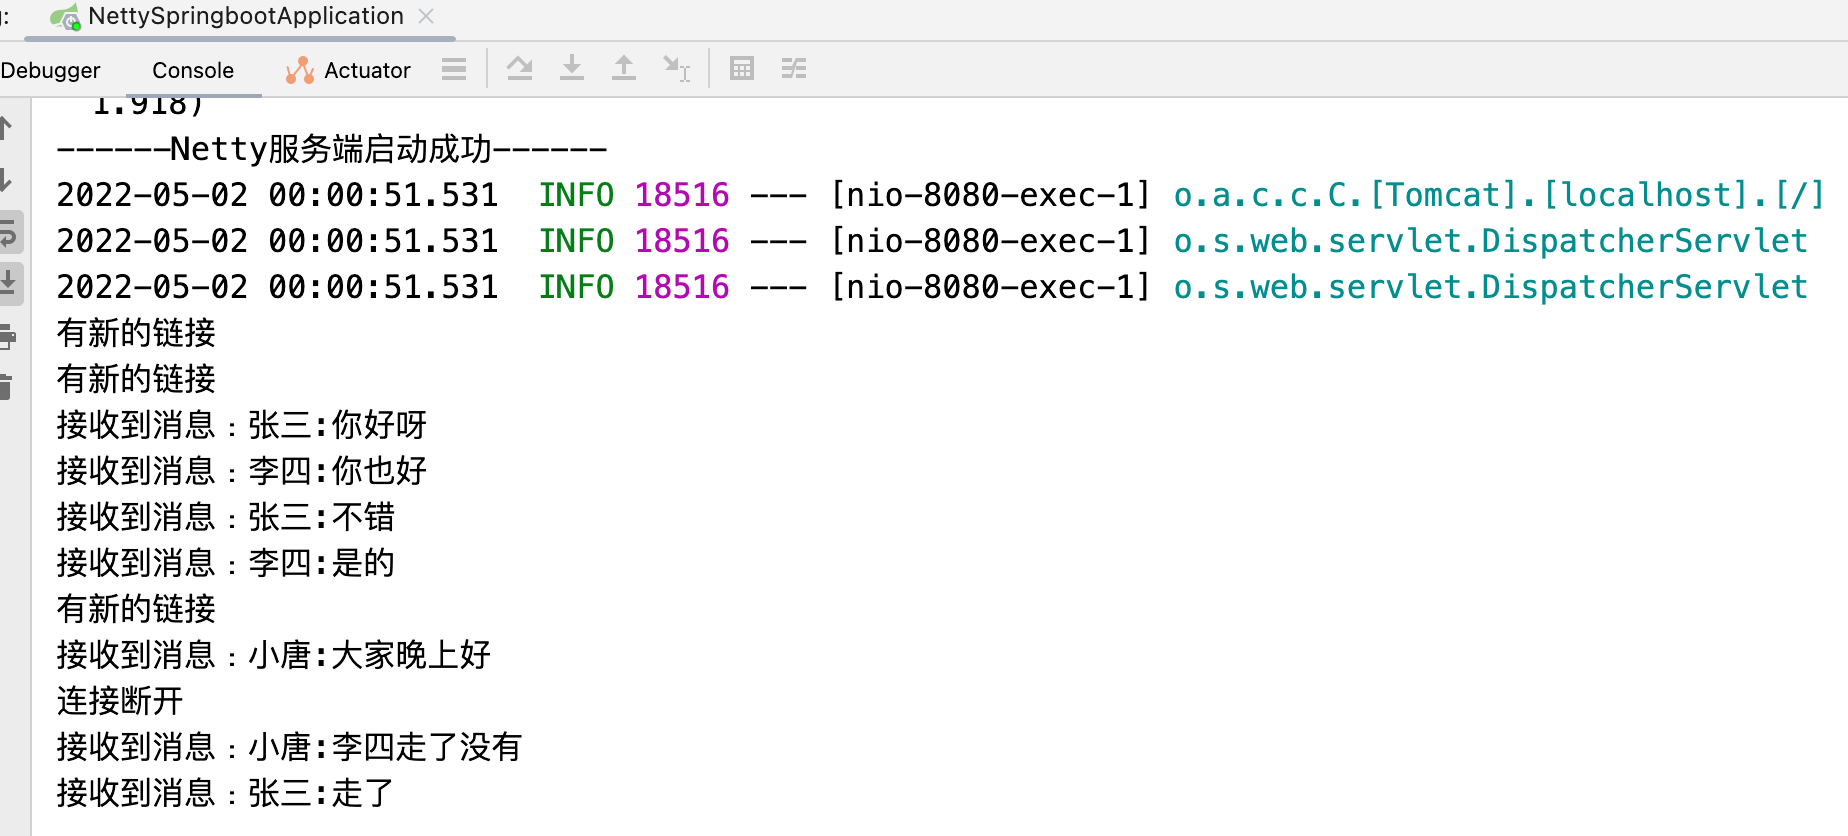 NettySpringbootApplication
Debugger Console Actuator
1.918)
------Netty服务端启动成功------
2022-05-02 00:00:51.531  INFO 18516 --- [nio-8080-exec-1] o.a.c.c.C.[Tomcat].[localhost].[/]
2022-05-02 00:00:51.531  INFO 18516 --- [nio-8080-exec-1] o.s.web.servlet.DispatcherServlet
2022-05-02 00:00:51.531  INFO 18516 --- [nio-8080-exec-1] o.s.web.servlet.DispatcherServlet
有新的链接
有新的链接
接收到消息：张三:你好呀
接收到消息：李四:你也好
接收到消息：张三:不错
接收到消息：李四:是的
有新的链接
接收到消息：小唐:大家晚上好
连接断开
接收到消息：小唐:李四走了没有
接收到消息：张三:走了